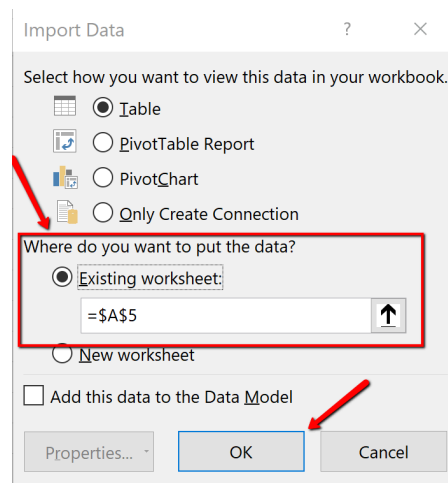 Import Data ?
Select how you want to view this data in your workbook.
Table
PivotTable Report
PivotChart
Only Create Connection
Where do you want to put the data?
Existing worksheet:
=$A$5
New worksheet
Add this data to the Data Model
Properties...
OK Cancel